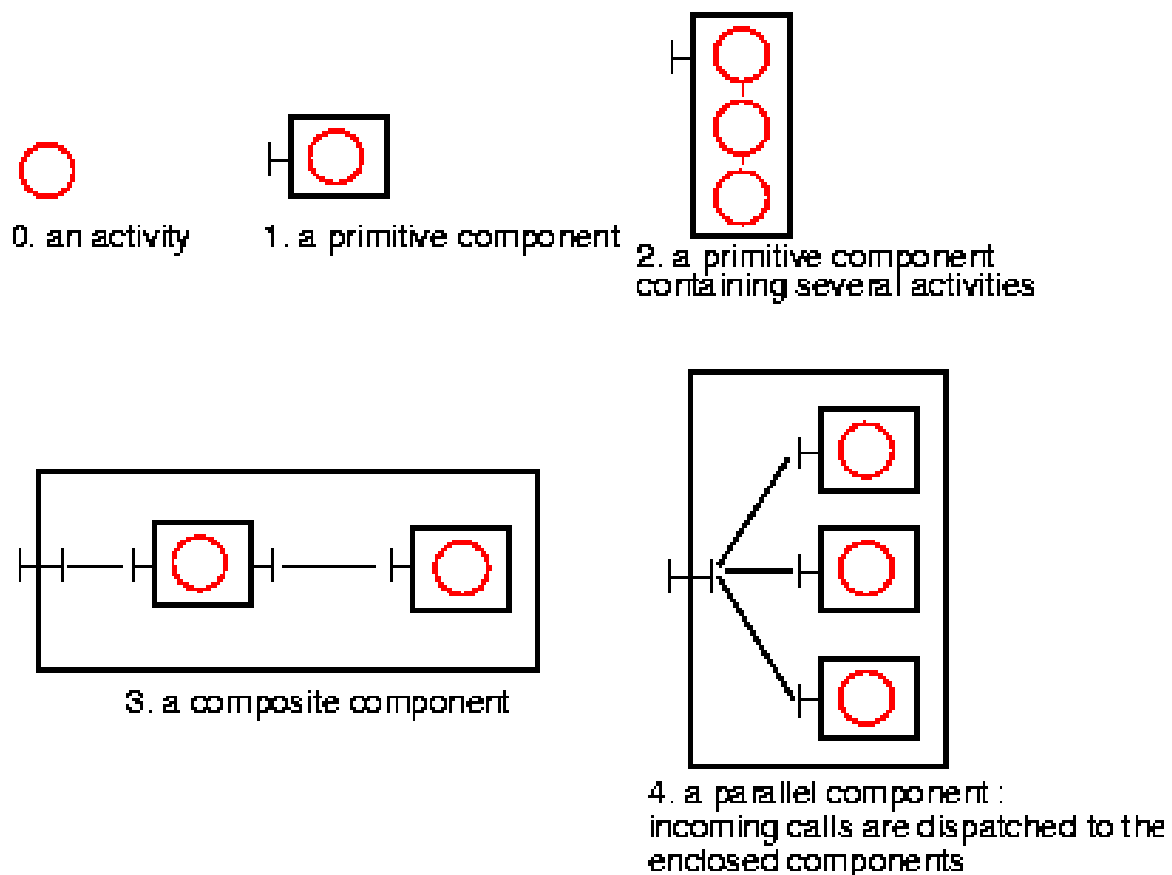 0. an activity
1. a primitive component
2. a primitive component
containing several activities
3. a composite component
4. a parallel component :
incoming calls are dispatched to the
enclosed components